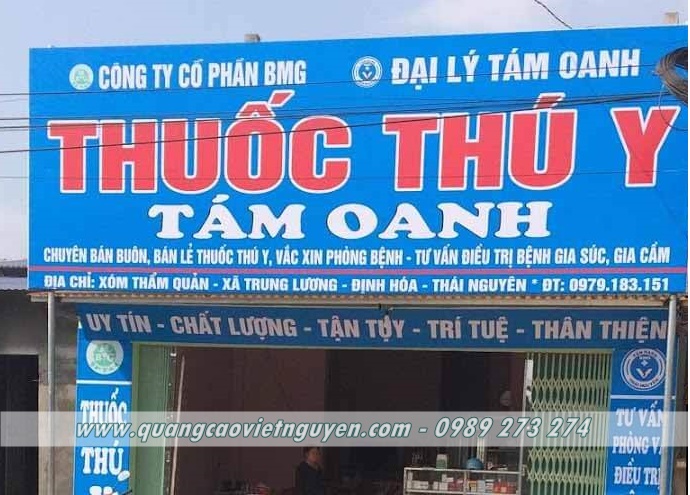 CÔNG TY CỔ PHẦN BMG
ĐẠI LÝ TÁM OANH
THUỐC THÚ Y
TÁM OANH
CHUYÊN BÁN BUÔN, BÁN LẺ THUỐC THÚ Y, VẮC XIN PHÒNG BỆNH - TƯ VẤN ĐIỀU TRỊ BỆNH GIA SÚC, GIA CẦM
ĐỊA CHỈ: XÓM THẨM QUẢN - XÃ TRUNG LƯƠNG - ĐỊNH HÓA - THÁI NGUYÊN * ĐT: 0979.183.151
UY TÍN - CHẤT LƯỢNG - TẬN TỤY - TRÍ TUỆ - THÂN THIỆN
THUỐC
THÚ
TƯ VẤN
PHÒNG VÀ
ĐIỀU TRỊ
www.quangcaovietnguyen.com - 0989 273 274